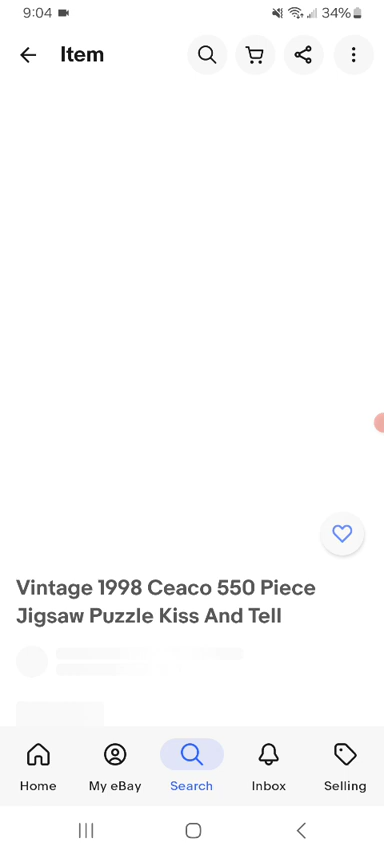 9:04
34%
Item
Vintage 1998 Ceaco 550 Piece
Jigsaw Puzzle Kiss And Tell
Home
My eBay
Search
Inbox
Selling